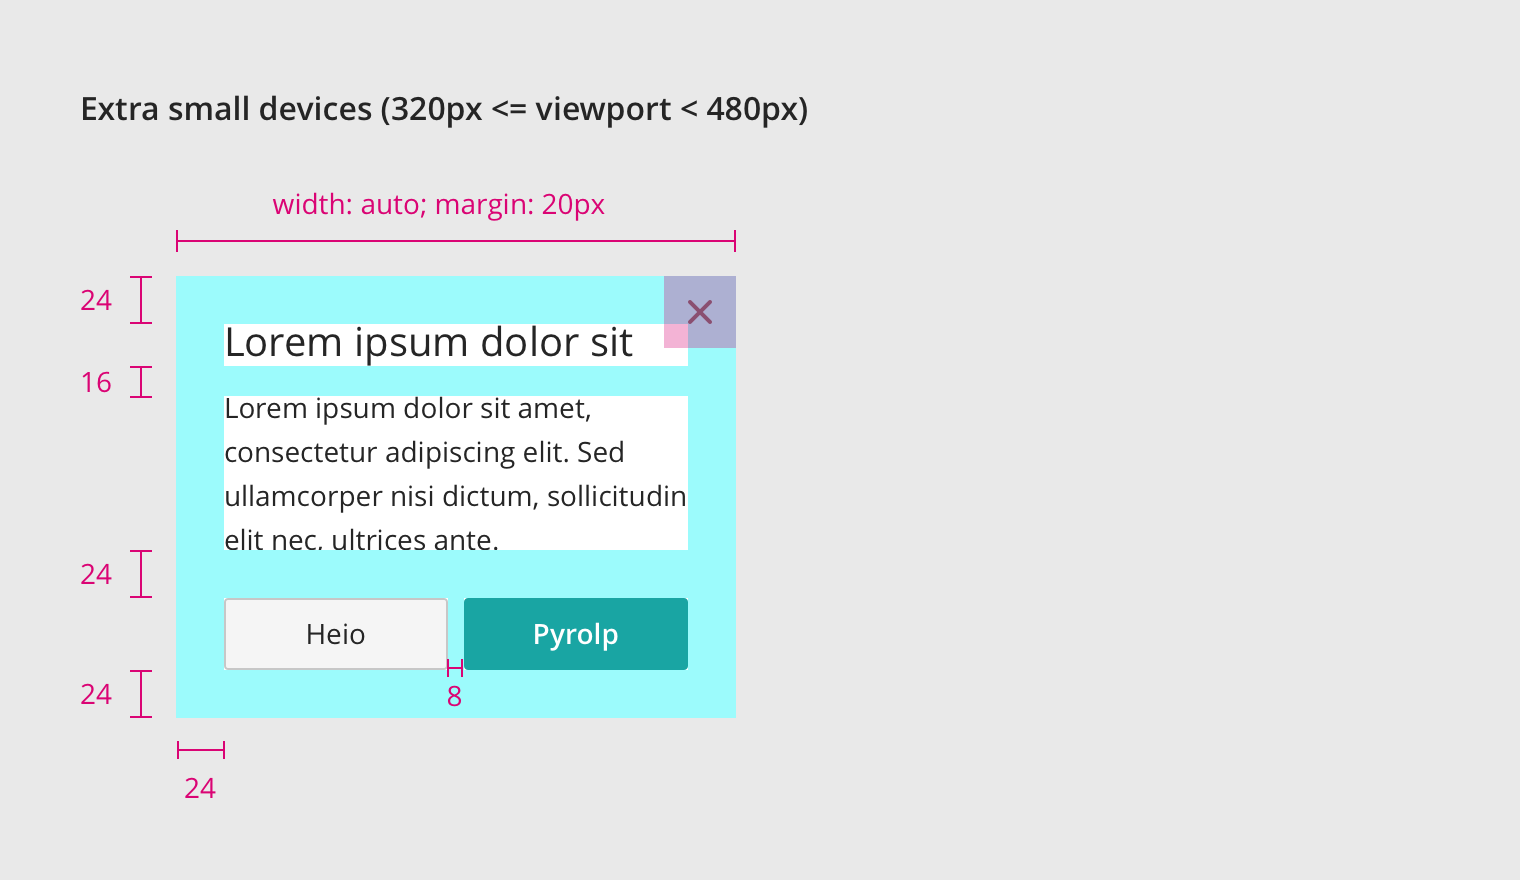 Extra small devices (320px <= viewport < 480px)
width: auto; margin: 20px
24
Lorem ipsum dolor sit
16
Lorem ipsum dolor sit amet,
consectetur adipiscing elit. Sed
ullamcorper nisi dictum, sollicitudin
elit nec, ultrices ante.
24
Heio
Pyrolp
24
8
24